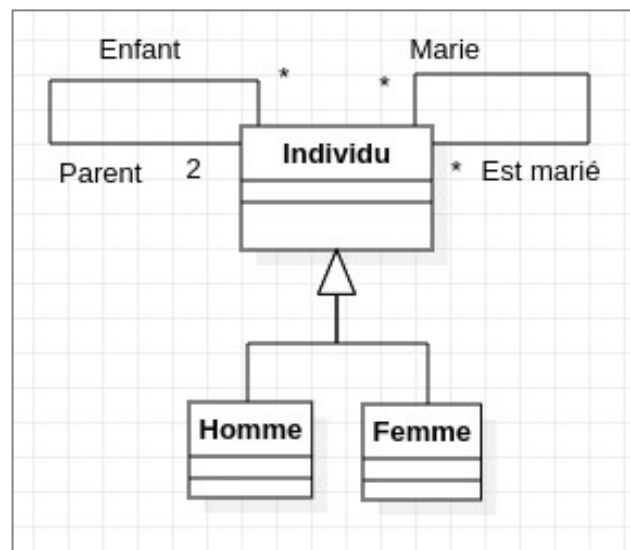 Enfant
Marie
*
*
Individu
Parent
2
*
Est marié
Homme
Femme